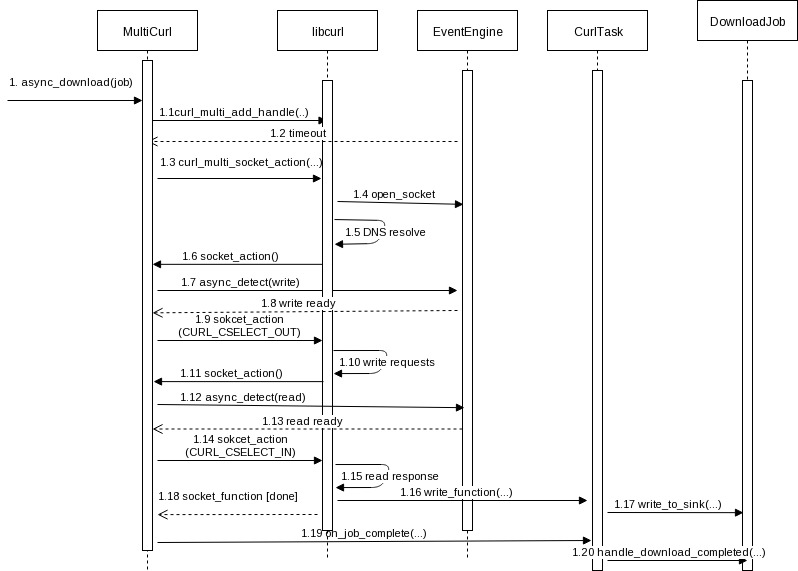 MultiCurl
libcurl
EventEngine
CurlTask
DownloadJob
1. async_download(job)
1.1curl_multi_add_handle(..)
1.2 timeout
1.3 curl_multi_socket_action(...)
1.4 open_socket
1.5 DNS resolve
1.6 socket_action()
1.7 async_detect(write)
1.8 write ready
1.9 sokcet_action
(CURL_CSELECT_OUT)
1.10 write requests
1.11 socket_action()
1.12 async_detect(read)
1.13 read ready
1.14 sokcet_action
(CURL_CSELECT_IN)
1.15 read response
1.16 write_function(...)
1.17 write_to_sink(...)
1.18 socket_function [done]
1.19 on_job_complete(...)
1.20 handle_download_completed(...)